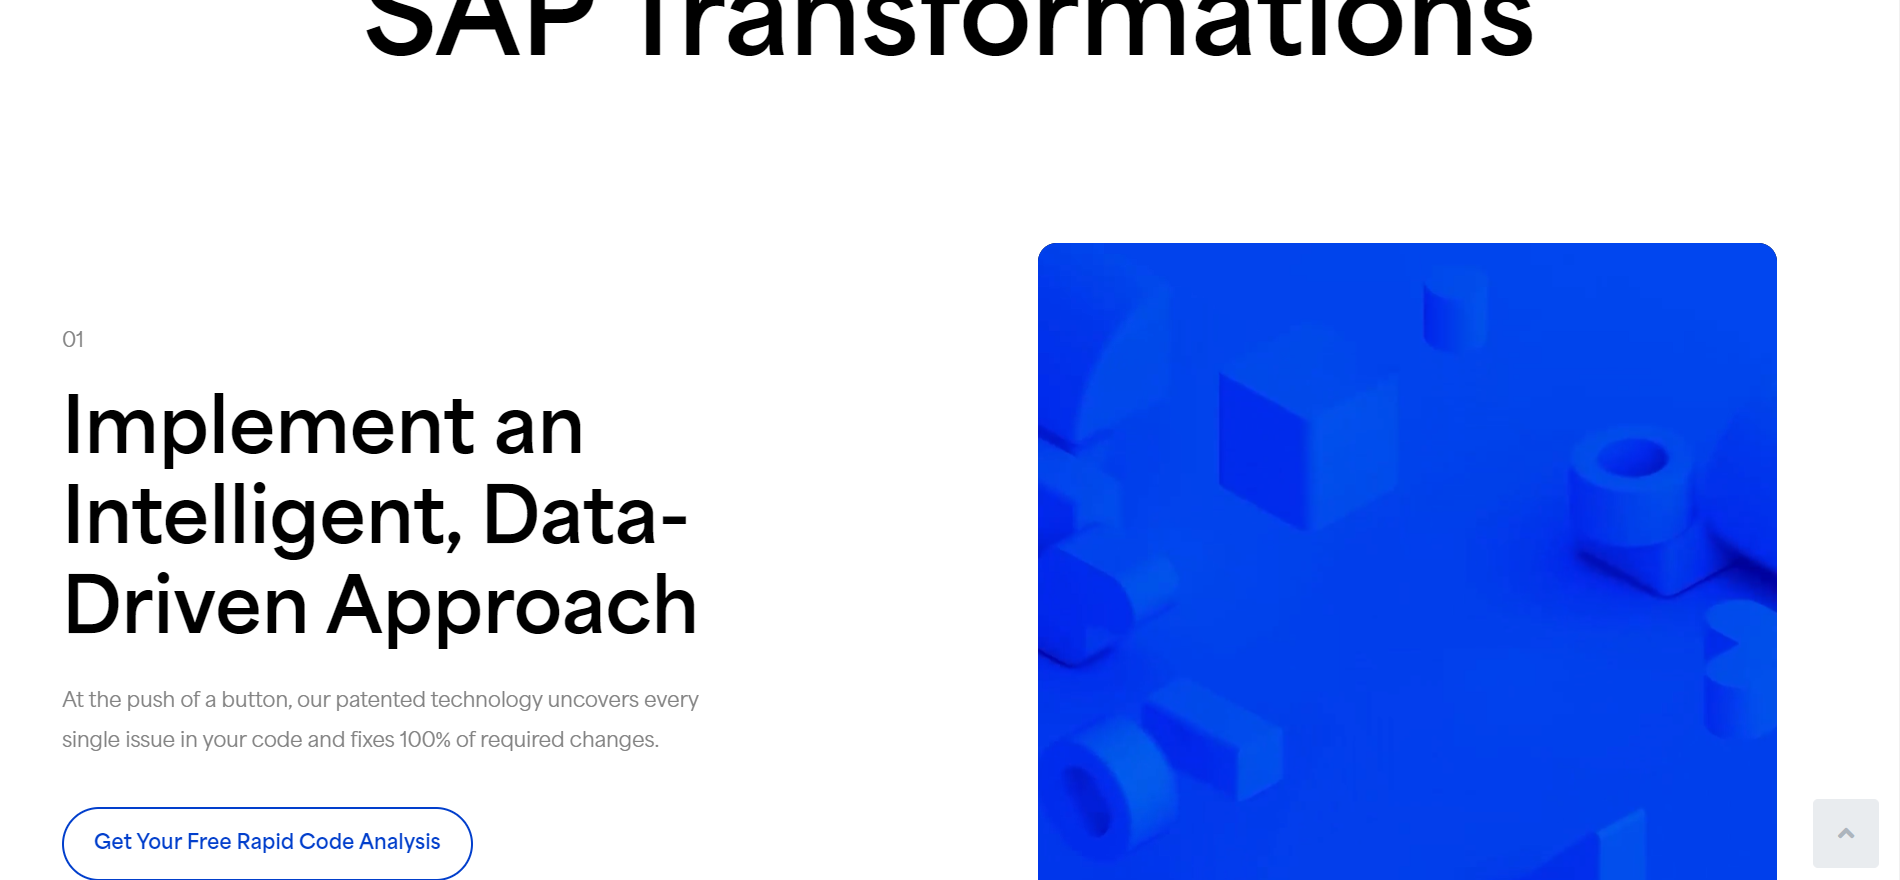 SAP Transformations
01
Implement an
Intelligent, Data-
Driven Approach
At the push of a button, our patented technology uncovers every
single issue in your code and fixes 100% of required changes.
Get Your Free Rapid Code Analysis